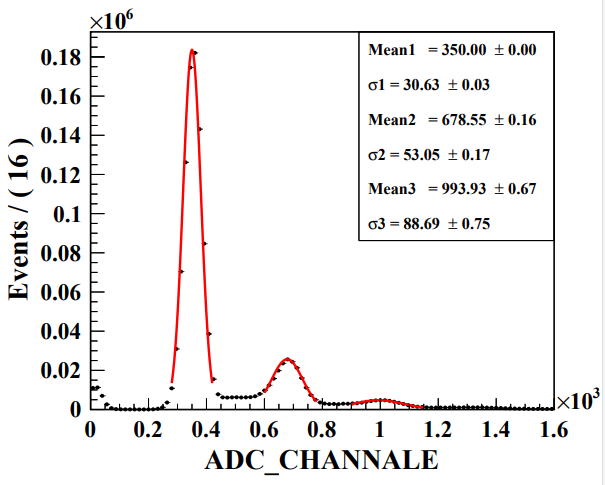 ×10⁶
Mean1 = 350.00 ± 0.00
σ1 = 30.63 ± 0.03
Mean2 = 678.55 ± 0.16
σ2 = 53.05 ± 0.17
Mean3 = 993.93 ± 0.67
σ3 = 88.69 ± 0.75
Events / ( 16 )
0.18
0.16
0.14
0.12
0.1
0.08
0.06
0.04
0.02
0
0 0.2 0.4 0.6 0.8 1 1.2 1.4 1.6 ×10³
ADC_CHANNALE